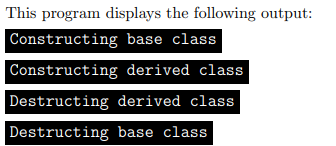 This program displays the following output:
Constructing base class
Constructing derived class
Destructing derived class
Destructing base class